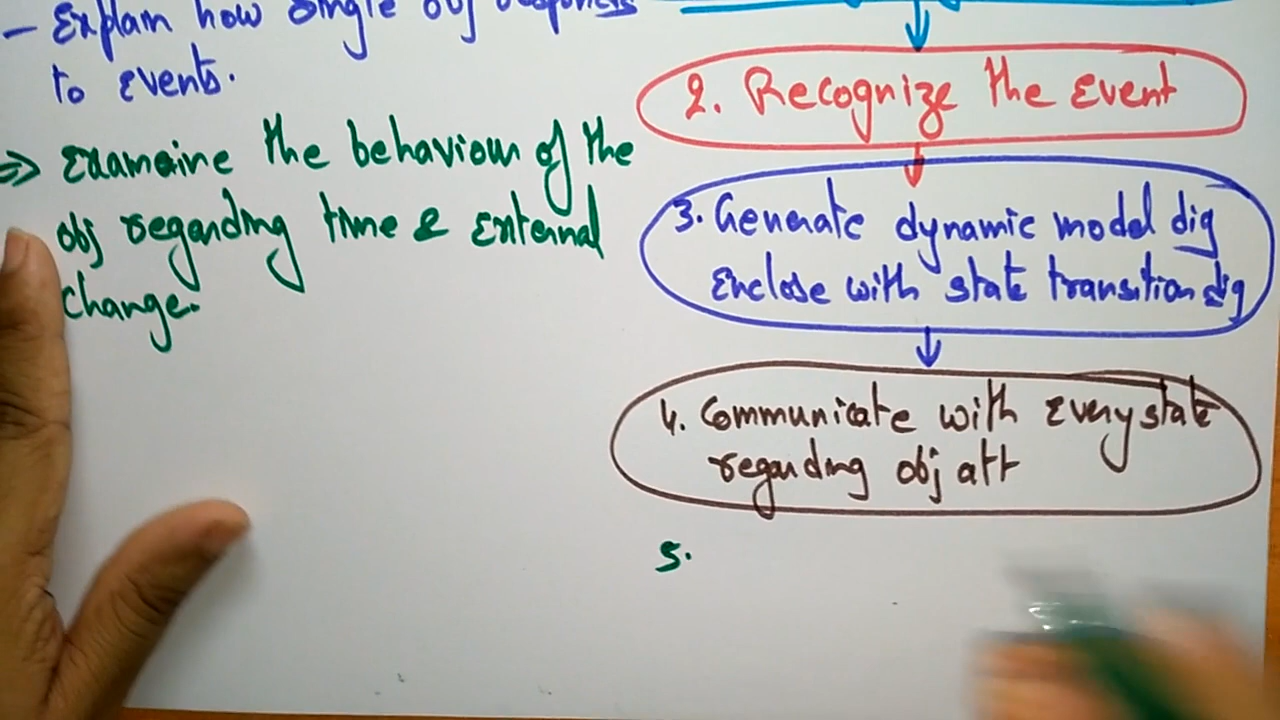 - Explain how single obj responses
to events.
=> Examaine the behaviour of the
obj regarding time & External
change.
2. Recognize the Event
3. Generate dynamic model dig
Enclose with state transition dig
4. Communicate with Every state
regarding obj att
5.